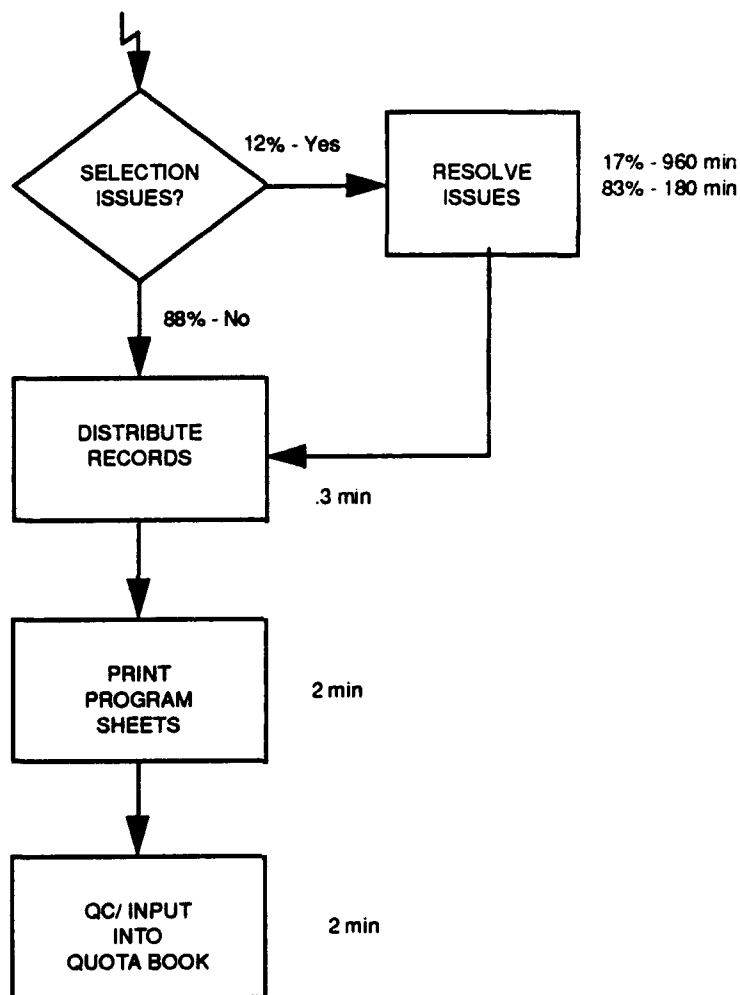 12% - Yes
SELECTION
ISSUES?
RESOLVE
ISSUES
17% - 960 min
83% - 180 min
88% - No
DISTRIBUTE
RECORDS
.3 min
PRINT
PROGRAM
SHEETS
2 min
QC/ INPUT
INTO
QUOTA BOOK
2 min